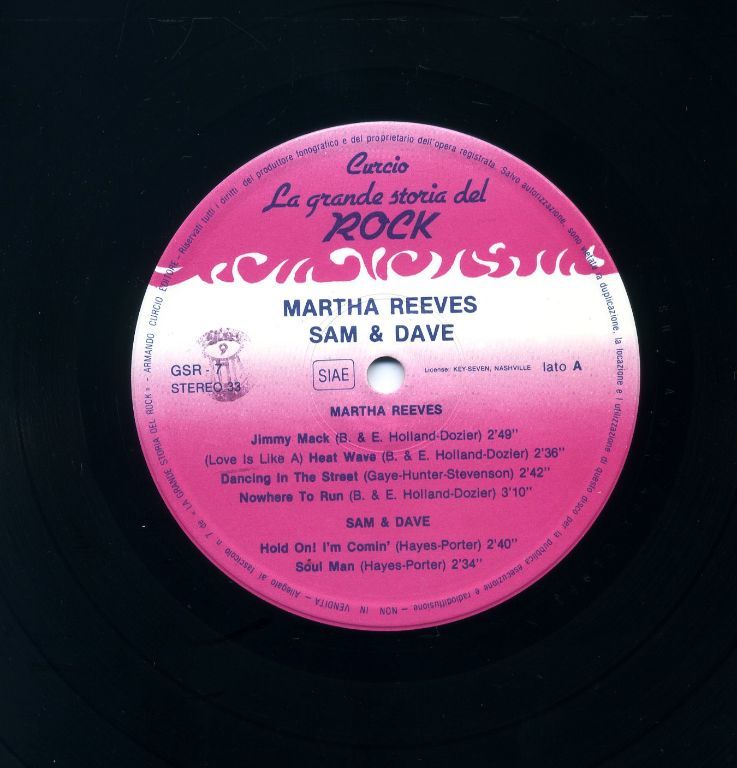 Curcio
La grande storia del
ROCK
MARTHA REEVES
SAM & DAVE
GSR - 7
STEREO 33
SIAE
License: KEY-SEVEN, NASHVILLE
lato A
9
MARTHA REEVES
Jimmy Mack (B. & E. Holland-Dozier) 2'49"
(Love Is Like A) Heat Wave (B. & E. Holland-Dozier) 2'36"
Dancing In The Street (Gaye-Hunter-Stevenson) 2'42"
Nowhere To Run (B. & E. Holland-Dozier) 3'10"
SAM & DAVE
Hold On! I'm Comin' (Hayes-Porter) 2'40"
Soul Man (Hayes-Porter) 2'34"
Allegato al fascicolo n. 7 de « LA GRANDE STORIA DEL ROCK » - ARMANDO CURCIO EDITORE - Riservati tutti i diritti del produttore fonografico e del proprietario dell'opera registrata. Salvo autorizzazione, sono vietate la duplicazione, la locazione e l'utilizzazione di questo disco per la pubblica esecuzione e radiodiffusione - NON IN VENDITA -